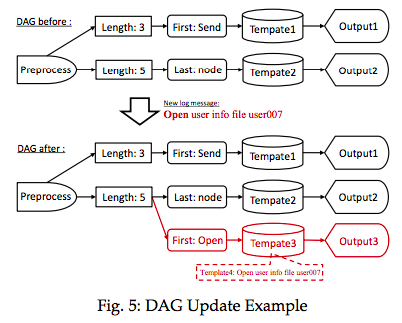 DAG before :
Length: 3 First: Send Tempate1 Output1
Preprocess Length: 5 Last: node Tempate2 Output2
New log message:
Open user info file user007
DAG after :
Length: 3 First: Send Tempate1 Output1
Preprocess Length: 5 Last: node Tempate2 Output2
First: Open Tempate3 Output3
Template4: Open user info file user007
Fig. 5: DAG Update Example